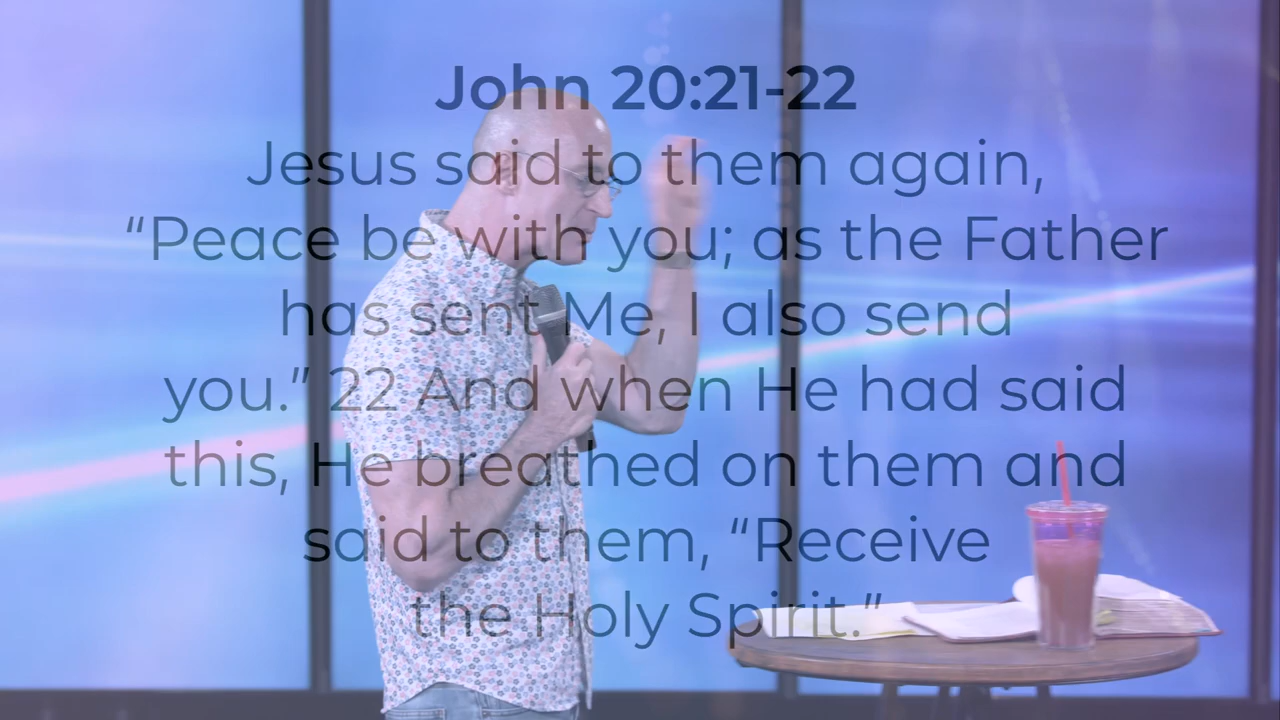 John 20:21-22
Jesus said to them again,
“Peace be with you; as the Father
has sent Me, I also send
you.” 22 And when He had said
this, He breathed on them and
said to them, “Receive
the Holy Spirit.”